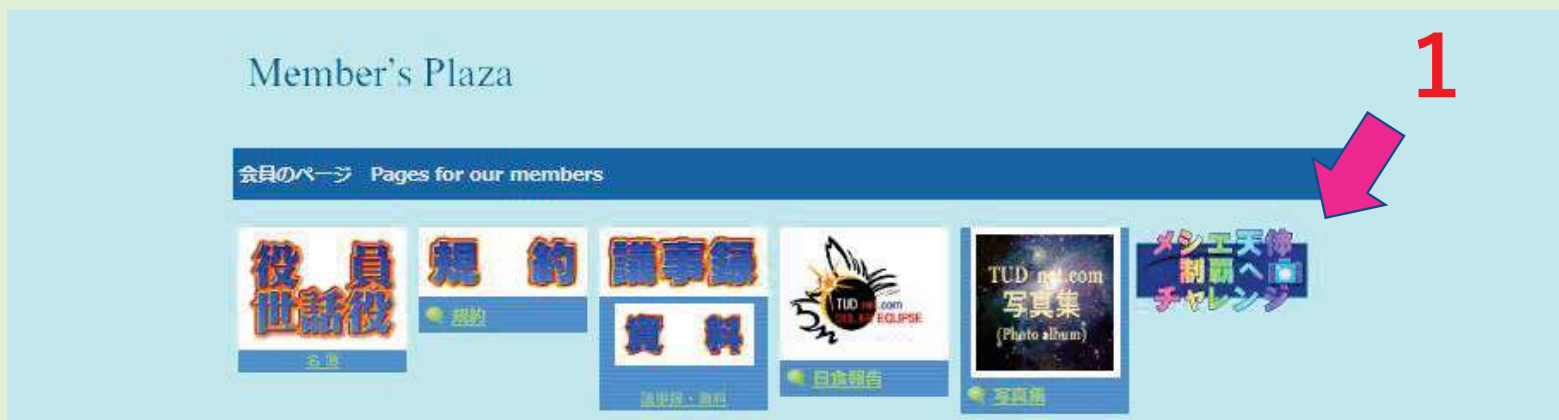 1
Member's Plaza
会員のページ Pages for our members
役 員
世話役
名 簿
規 約
規約
議事録
資 料
議事録・資料
TUD net.com
SOLAR ECLIPSE
日食報告
TUD net.com
写真集
(Photo album)
写真集
メシエ天体
制覇へ
チャレンジ